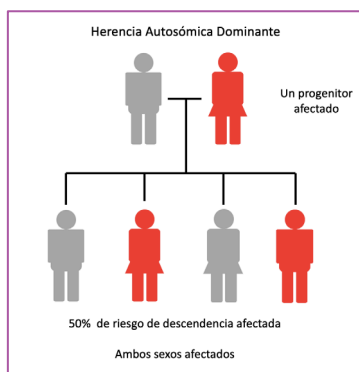 Herencia Autosómica Dominante
Un progenitor
afectado
50% de riesgo de descendencia afectada
Ambos sexos afectados